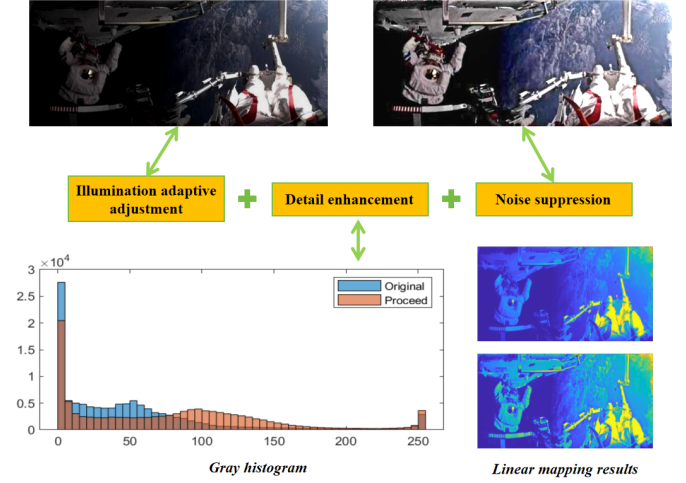 Illumination adaptive
adjustment
Detail enhancement
Noise suppression
×10⁴
3
2.5
2
1.5
1
0.5
0
0
50
100
150
200
250
Original
Proceed
Gray histogram
Linear mapping results